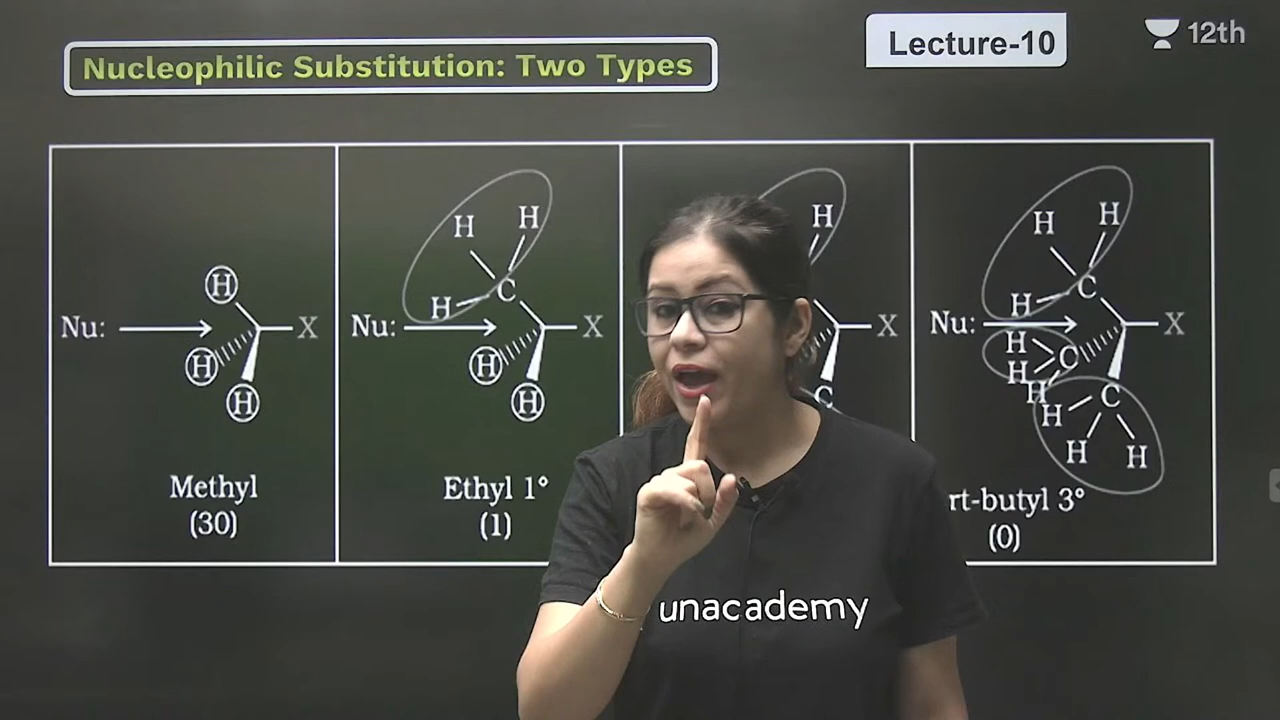 Nucleophilic Substitution: Two Types
Lecture-10
12th
H
Nu:
X
H
H
Methyl
(30)
H
H
C
H
Nu:
X
H
H
Ethyl 1°
(1)
H
X
C
H
H
C
H
Nu:
X
H
C
H
H
C
H
H
H
rt-butyl 3°
(0)
unacademy